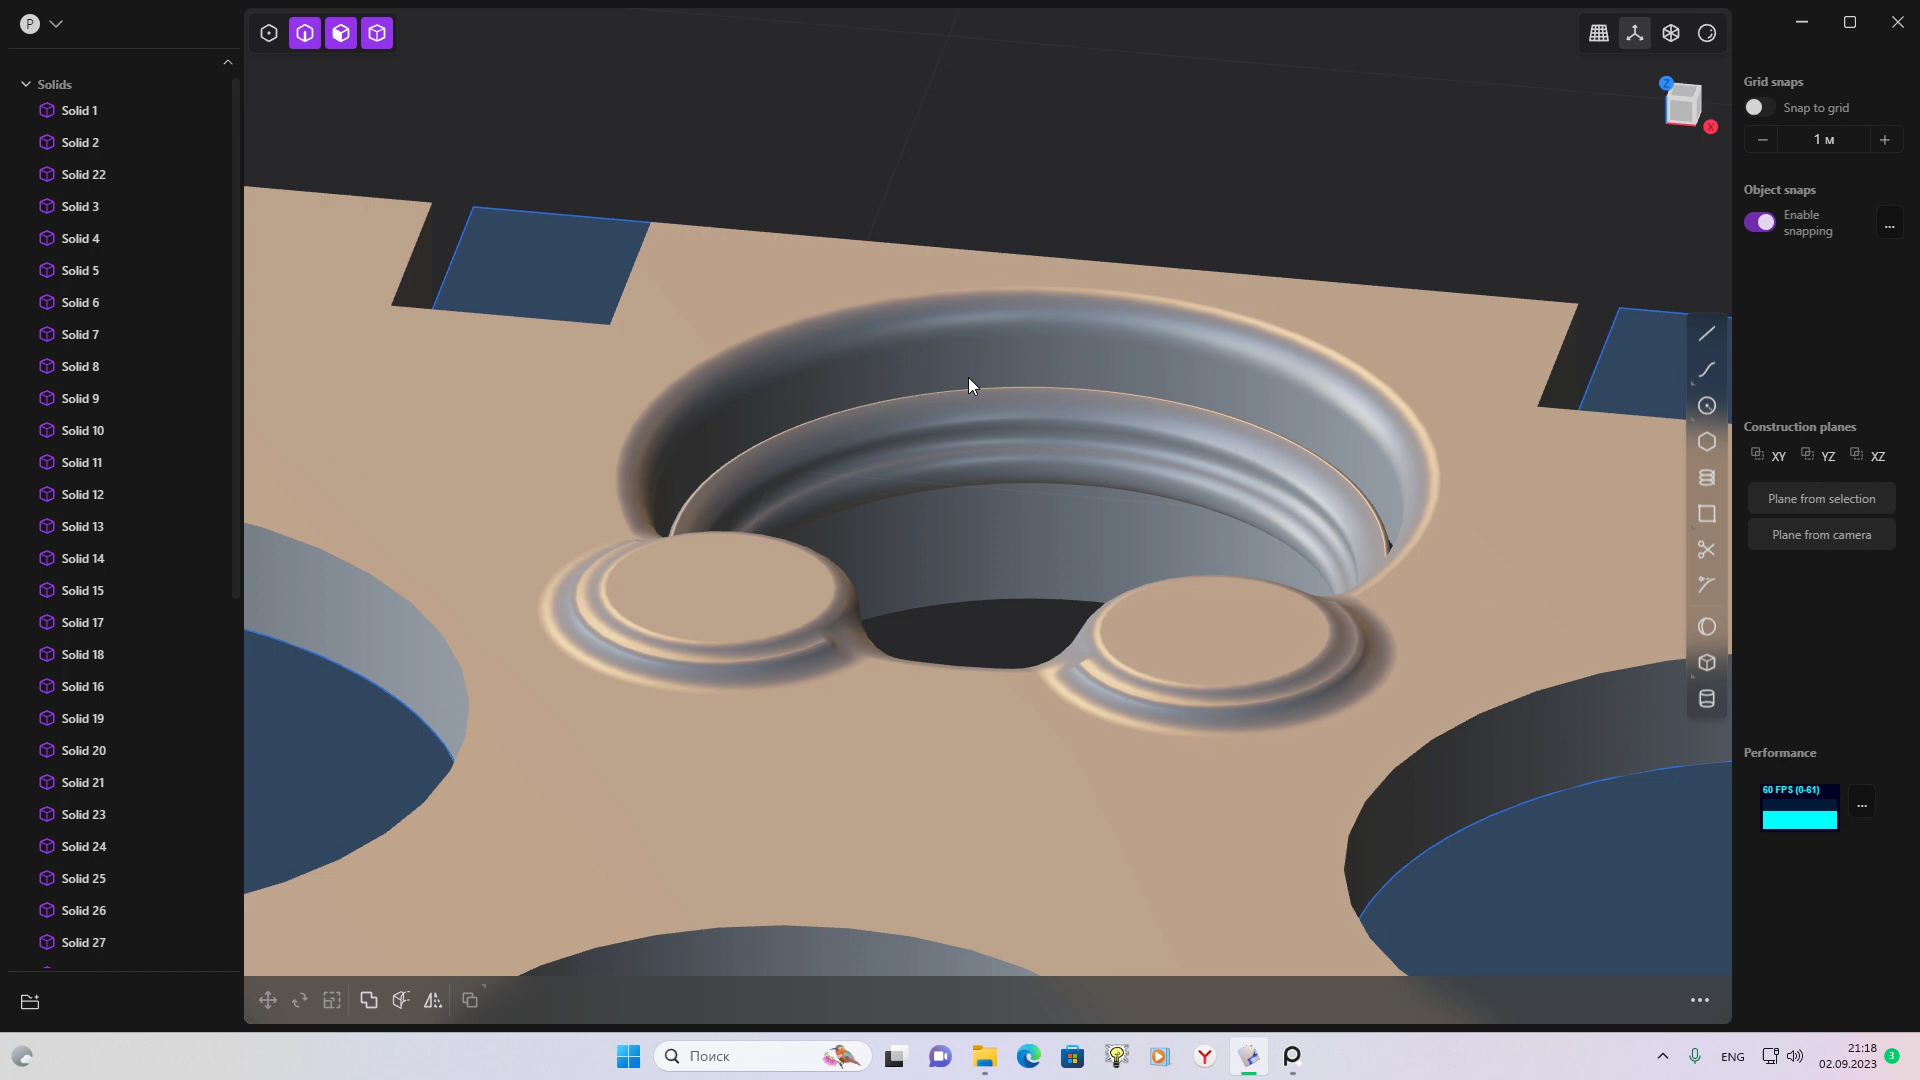 P
Solids
Solid 1
Solid 2
Solid 22
Solid 3
Solid 4
Solid 5
Solid 6
Solid 7
Solid 8
Solid 9
Solid 10
Solid 11
Solid 12
Solid 13
Solid 14
Solid 15
Solid 17
Solid 18
Solid 16
Solid 19
Solid 20
Solid 21
Solid 23
Solid 24
Solid 25
Solid 26
Solid 27
Z
X
Grid snaps
Snap to grid
1 м
Object snaps
Enable snapping
...
Construction planes
XY YZ XZ
Plane from selection
Plane from camera
Performance
60 FPS (0-61)
...
Поиск
ENG
21:18
02.09.2023
3